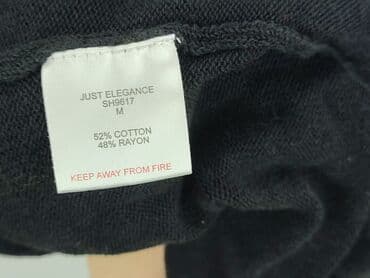 JUST ELEGANCE
SH9617
M
52% COTTON
48% RAYON
KEEP AWAY FROM FIRE